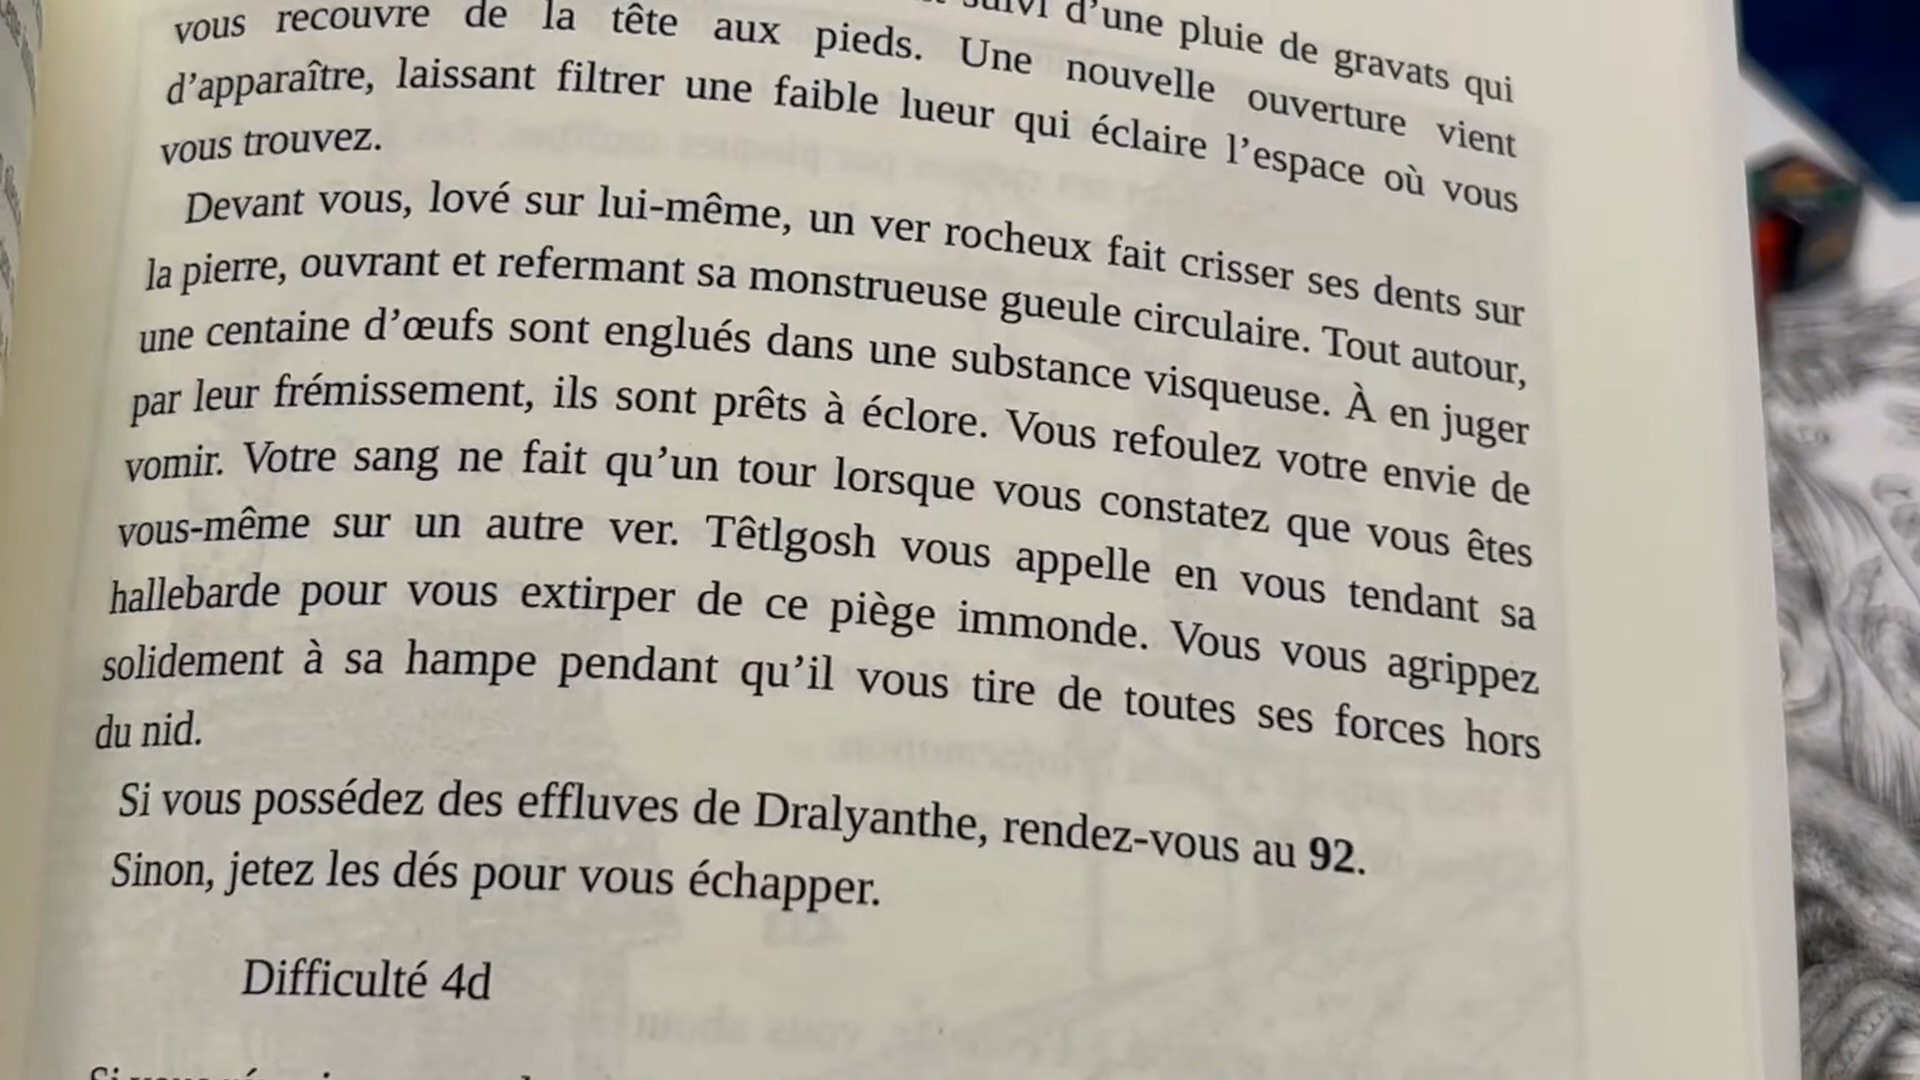 suivi d’une pluie de gravats qui
vous recouvre de la tête aux pieds. Une nouvelle ouverture vient
d’apparaître, laissant filtrer une faible lueur qui éclaire l’espace où vous
vous trouvez.
Devant vous, lové sur lui-même, un ver rocheux fait crisser ses dents sur
la pierre, ouvrant et refermant sa monstrueuse gueule circulaire. Tout autour,
une centaine d’œufs sont englués dans une substance visqueuse. À en juger
par leur frémissement, ils sont prêts à éclore. Vous refoulez votre envie de
vomir. Votre sang ne fait qu’un tour lorsque vous constatez que vous êtes
vous-même sur un autre ver. Têtlgosh vous appelle en vous tendant sa
hallebarde pour vous extirper de ce piège immonde. Vous vous agrippez
solidement à sa hampe pendant qu’il vous tire de toutes ses forces hors
du nid.
Si vous possédez des effluves de Dralyanthe, rendez-vous au 92.
Sinon, jetez les dés pour vous échapper.
Difficulté 4d